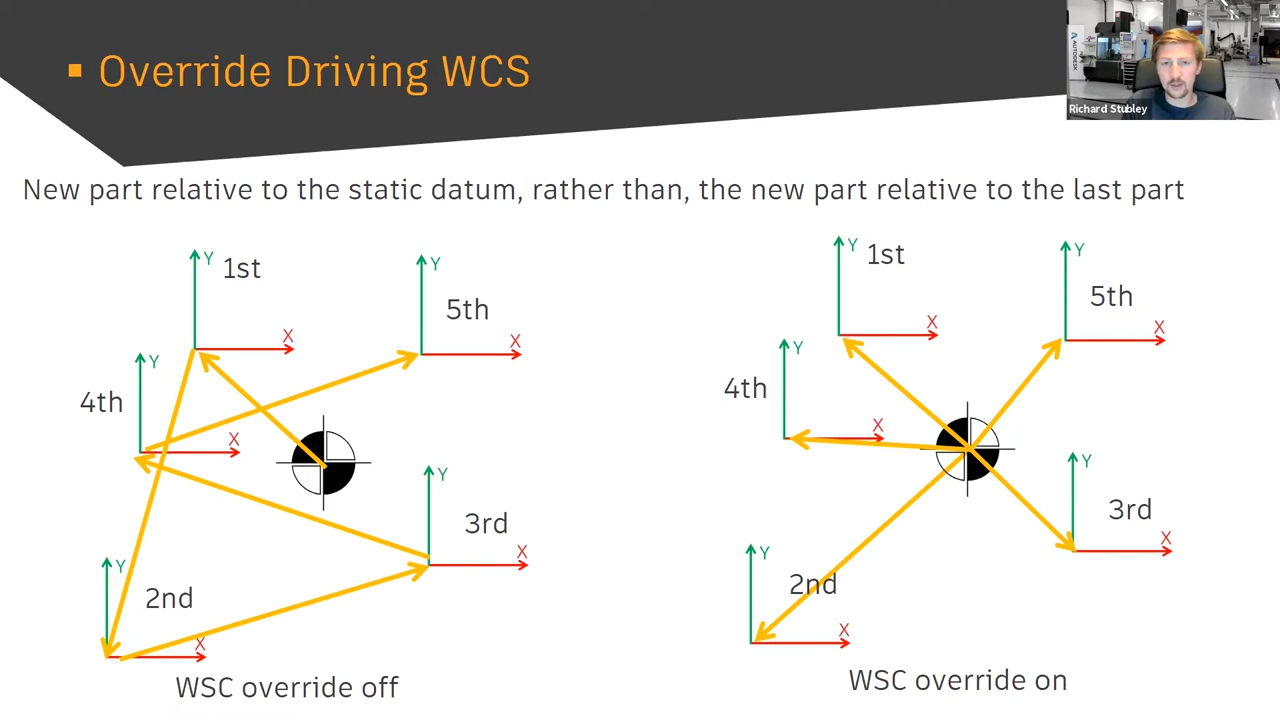 Override Driving WCS
AUTODESK
Richard Stubley
New part relative to the static datum, rather than, the new part relative to the last part
Y
1st
X
Y
5th
X
Y
4th
X
Y
3rd
X
Y
2nd
X
WSC override off
Y
1st
X
Y
5th
X
Y
4th
X
Y
3rd
X
Y
2nd
X
WSC override on